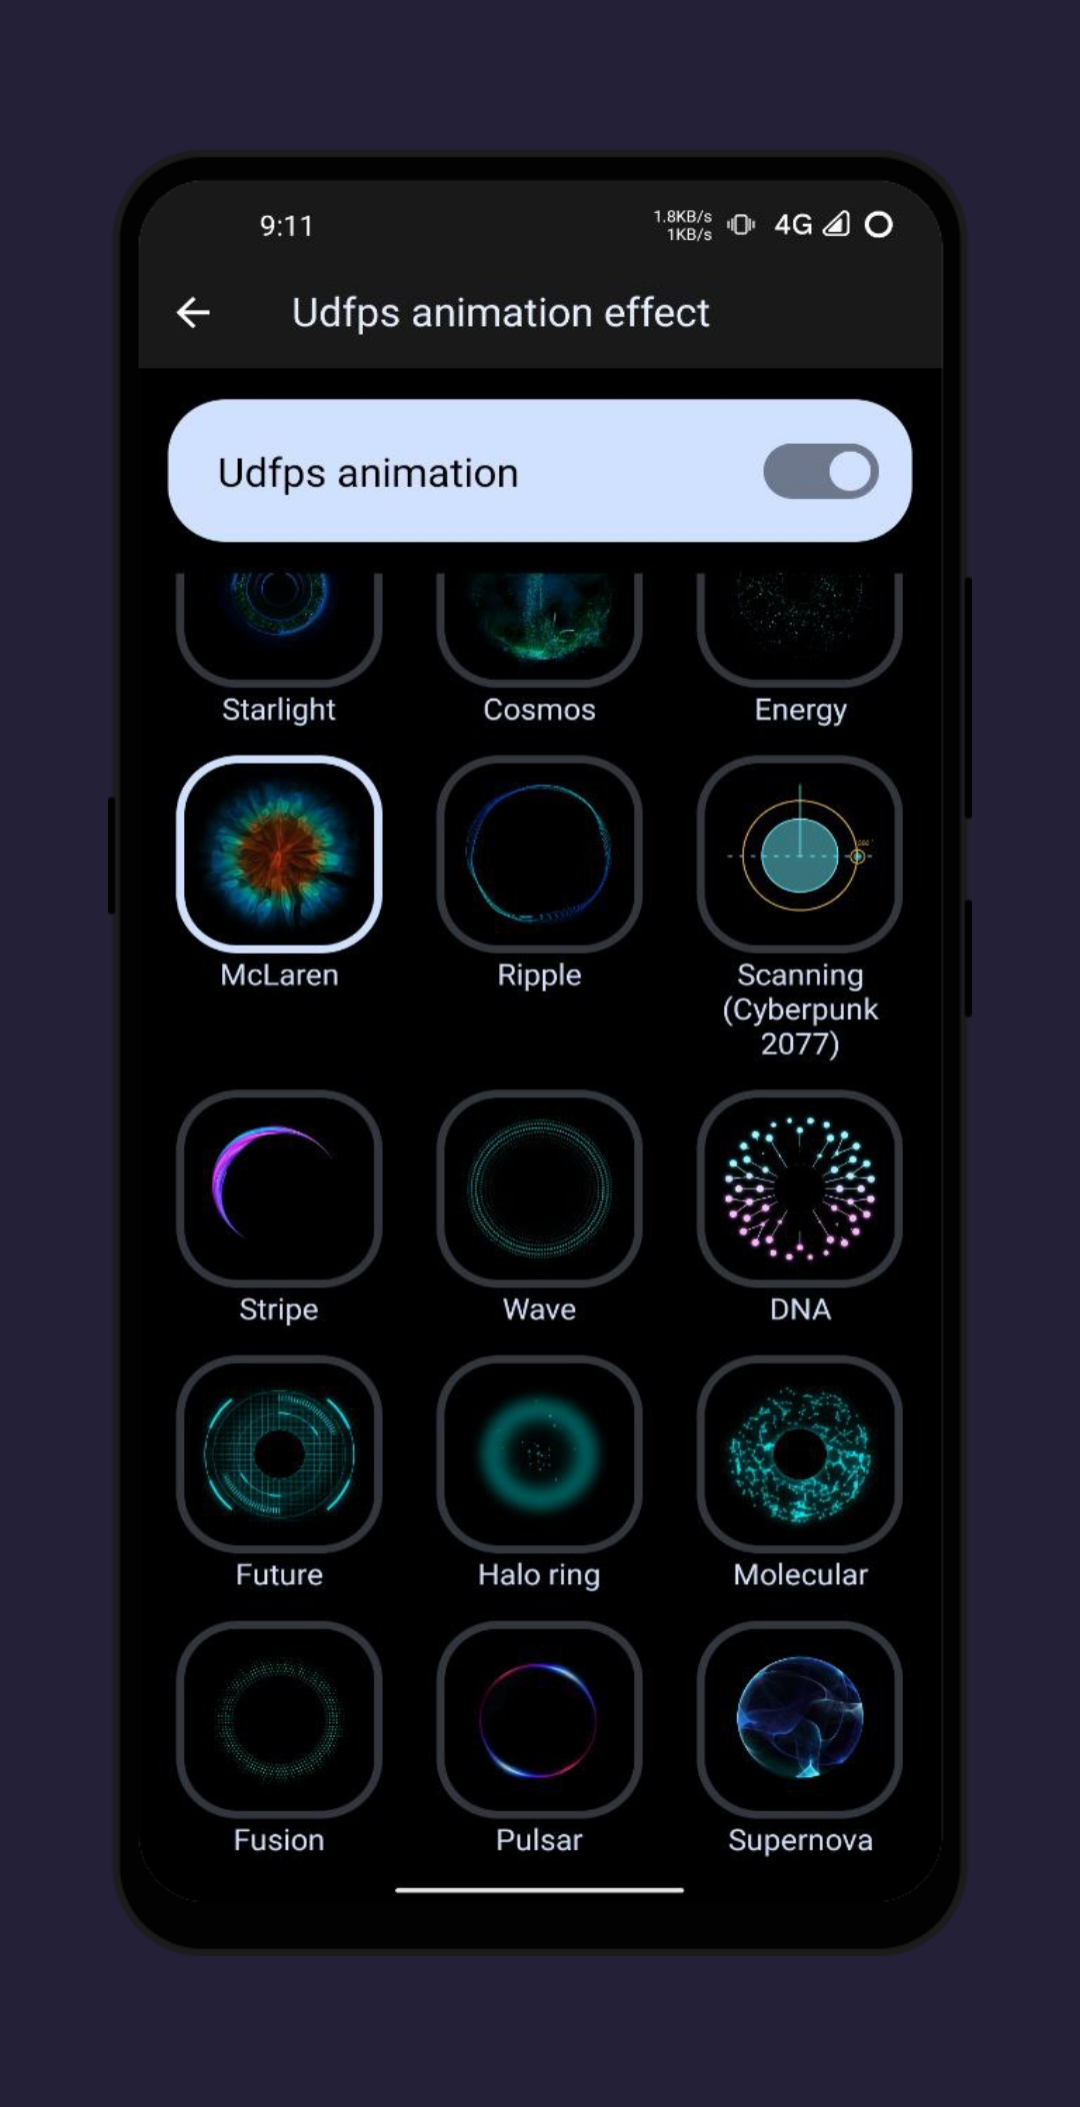 9:11
1.8KB/s
1KB/s
4G
Udfps animation effect
Udfps animation
Starlight
Cosmos
Energy
McLaren
Ripple
Scanning
(Cyberpunk
2077)
Stripe
Wave
DNA
Future
Halo ring
Molecular
Fusion
Pulsar
Supernova